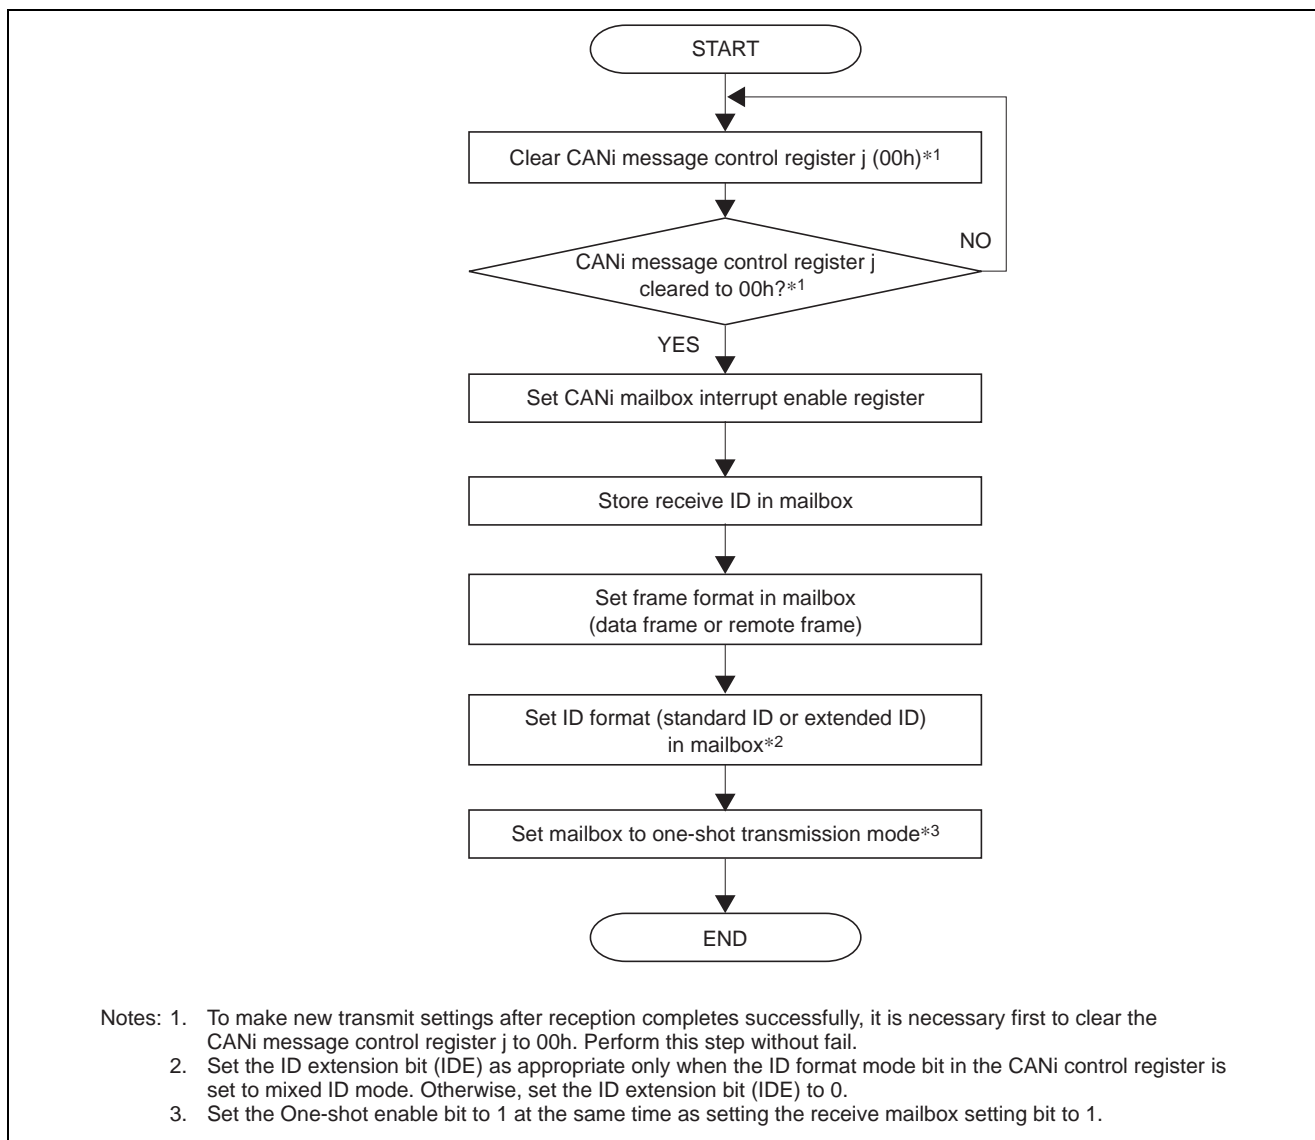 START
Clear CANi message control register j (00h)*1
NO
CANi message control register j
cleared to 00h?*1
YES
Set CANi mailbox interrupt enable register
Store receive ID in mailbox
Set frame format in mailbox
(data frame or remote frame)
Set ID format (standard ID or extended ID)
in mailbox*2
Set mailbox to one-shot transmission mode*3
END
Notes: 1. To make new transmit settings after reception completes successfully, it is necessary first to clear the
CANi message control register j to 00h. Perform this step without fail.
2. Set the ID extension bit (IDE) as appropriate only when the ID format mode bit in the CANi control register is
set to mixed ID mode. Otherwise, set the ID extension bit (IDE) to 0.
3. Set the One-shot enable bit to 1 at the same time as setting the receive mailbox setting bit to 1.